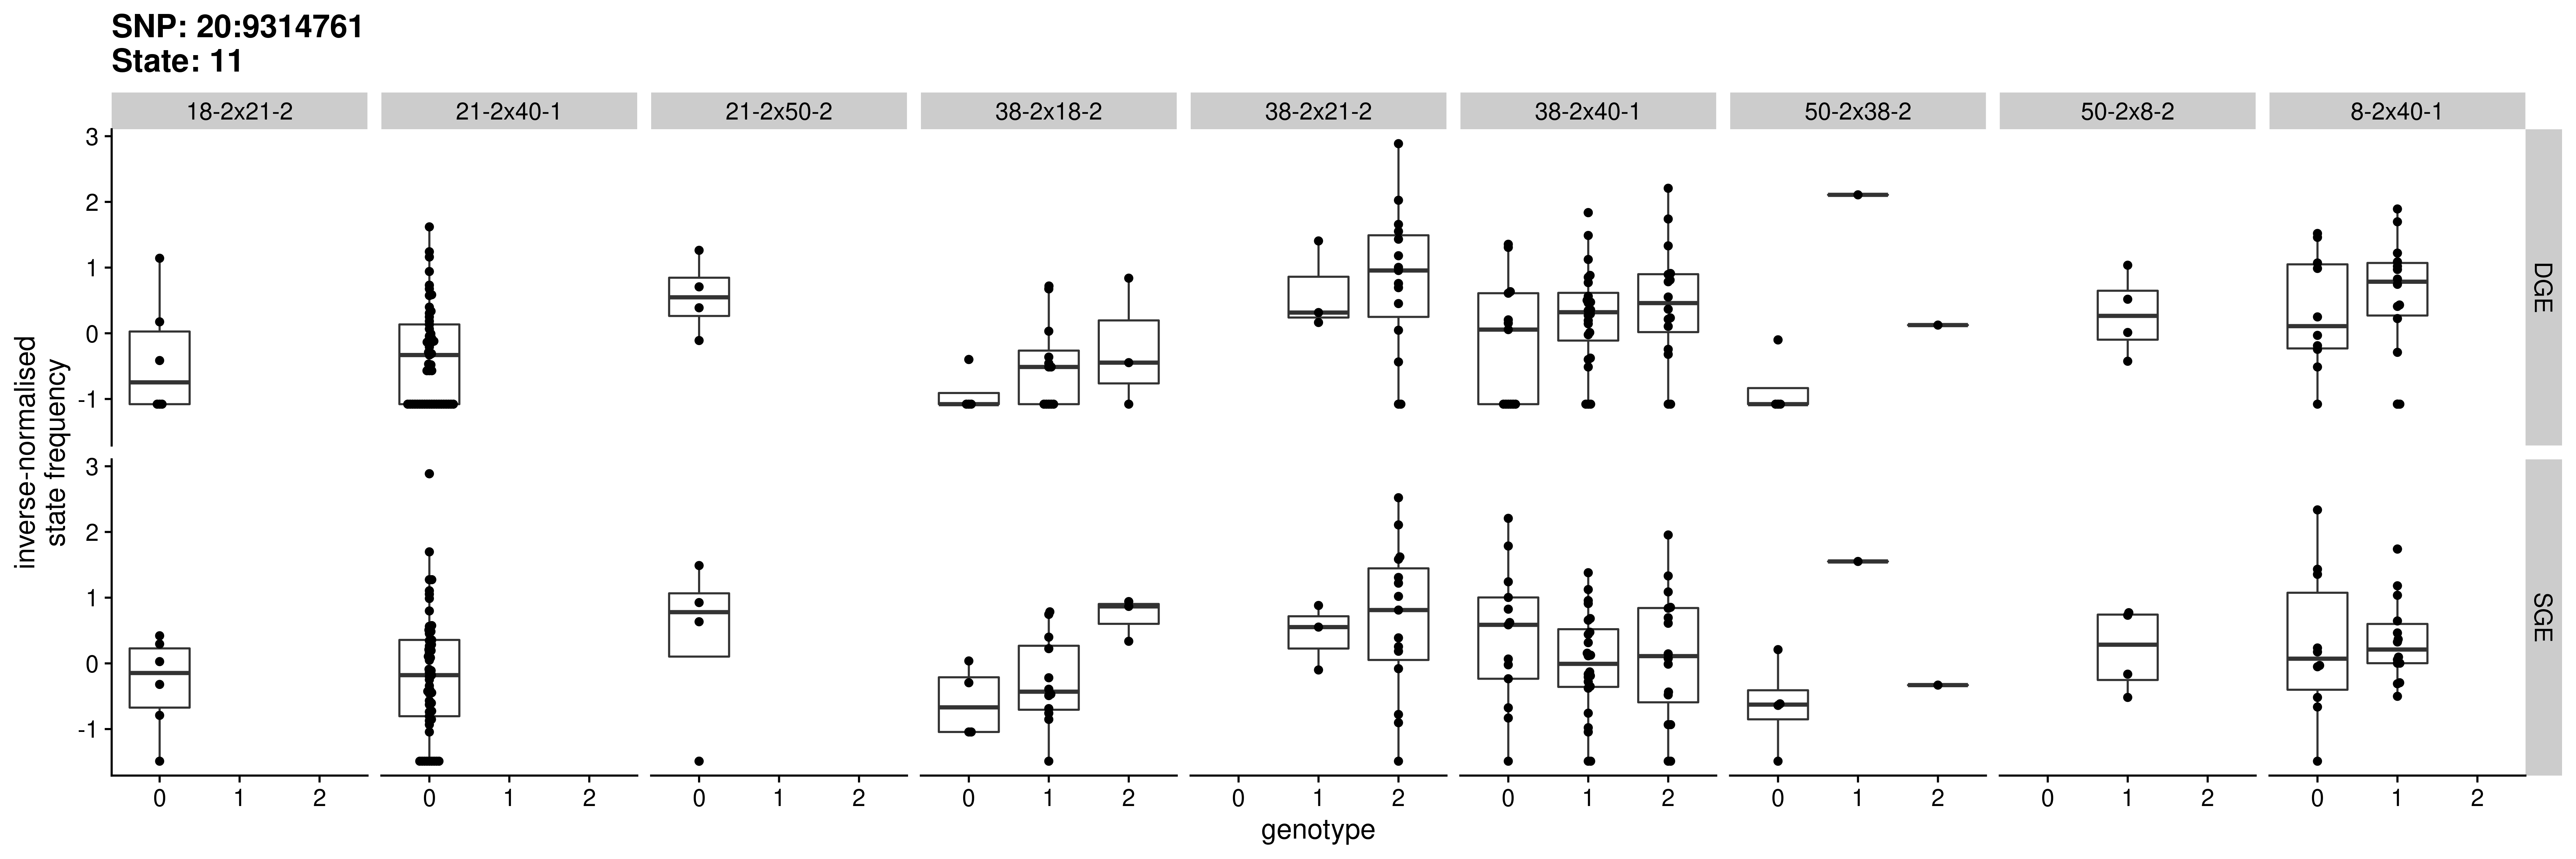 SNP: 20:9314761
State: 11
18-2x21-2 21-2x40-1 21-2x50-2 38-2x18-2 38-2x21-2 38-2x40-1 50-2x38-2 50-2x8-2 8-2x40-1
3
2
1
0
-1
DGE
inverse-normalised
state frequency
3
2
1
0
-1
SGE
0 1 2 0 1 2 0 1 2 0 1 2 0 1 2 0 1 2 0 1 2 0 1 2 0 1 2
genotype